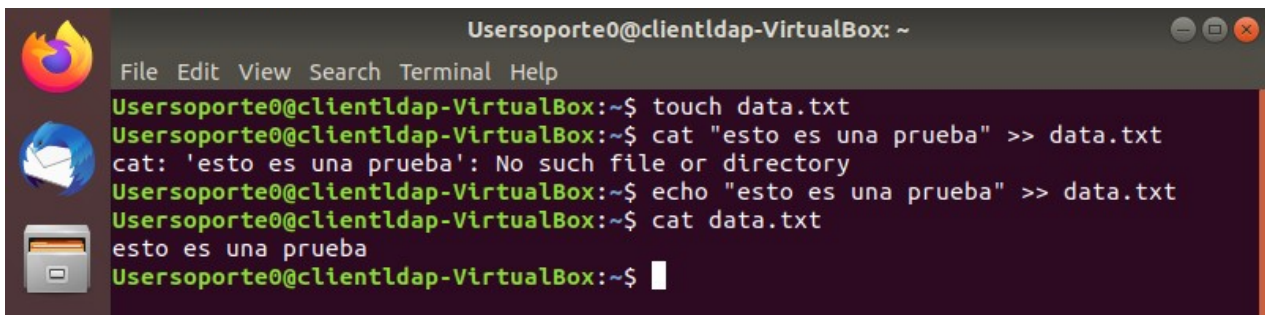 Usersoporte0@clientldap-VirtualBox: ~
File Edit View Search Terminal Help
Usersoporte0@clientldap-VirtualBox:~$ touch data.txt
Usersoporte0@clientldap-VirtualBox:~$ cat "esto es una prueba" >> data.txt
cat: 'esto es una prueba': No such file or directory
Usersoporte0@clientldap-VirtualBox:~$ echo "esto es una prueba" >> data.txt
Usersoporte0@clientldap-VirtualBox:~$ cat data.txt
esto es una prueba
Usersoporte0@clientldap-VirtualBox:~$